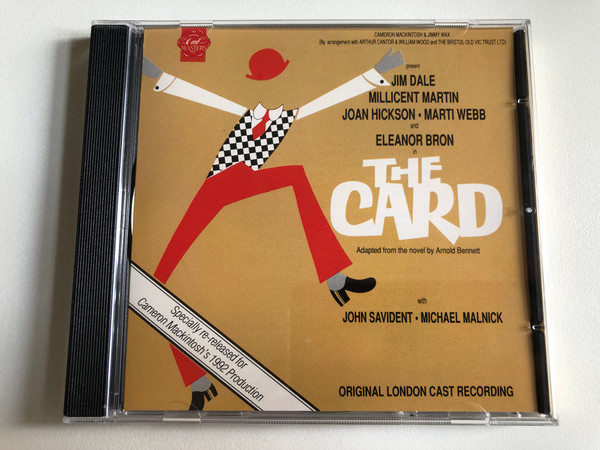 MASTERS
CAMERON MACKINTOSH & JIMMY WAX
(By arrangement with ARTHUR CANTOR & WILLIAM WOOD and THE BRISTOL OLD VIC TRUST LTD)
present
JIM DALE
MILLICENT MARTIN
JOAN HICKSON • MARTI WEBB
and
ELEANOR BRON
in
THE
CARD
Adapted from the novel by Arnold Bennett
with
JOHN SAVIDENT • MICHAEL MALNICK
Specially re-released for
Cameron Mackintosh's 1992 Production
ORIGINAL LONDON CAST RECORDING